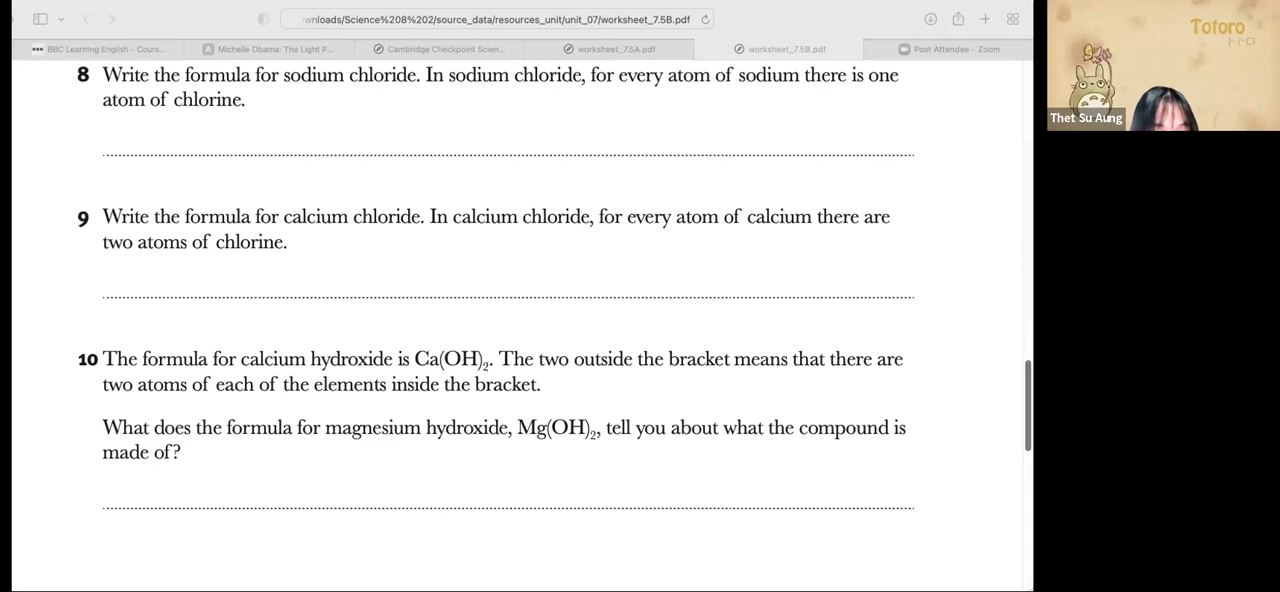 wnloads/Science%208%202/source_data/resources_unit/unit_07/worksheet_7.5B.pdf
BBC Learning English - Cours...
Michelle Obama: The Light P...
Cambridge Checkpoint Scien...
worksheet_7.5A.pdf
worksheet_7.5B.pdf
Post Attendee - Zoom
Totoro
トトロ
Thet Su Aung
8 Write the formula for sodium chloride. In sodium chloride, for every atom of sodium there is one
atom of chlorine.
9 Write the formula for calcium chloride. In calcium chloride, for every atom of calcium there are
two atoms of chlorine.
10 The formula for calcium hydroxide is Ca(OH)₂. The two outside the bracket means that there are
two atoms of each of the elements inside the bracket.
What does the formula for magnesium hydroxide, Mg(OH)₂, tell you about what the compound is
made of?